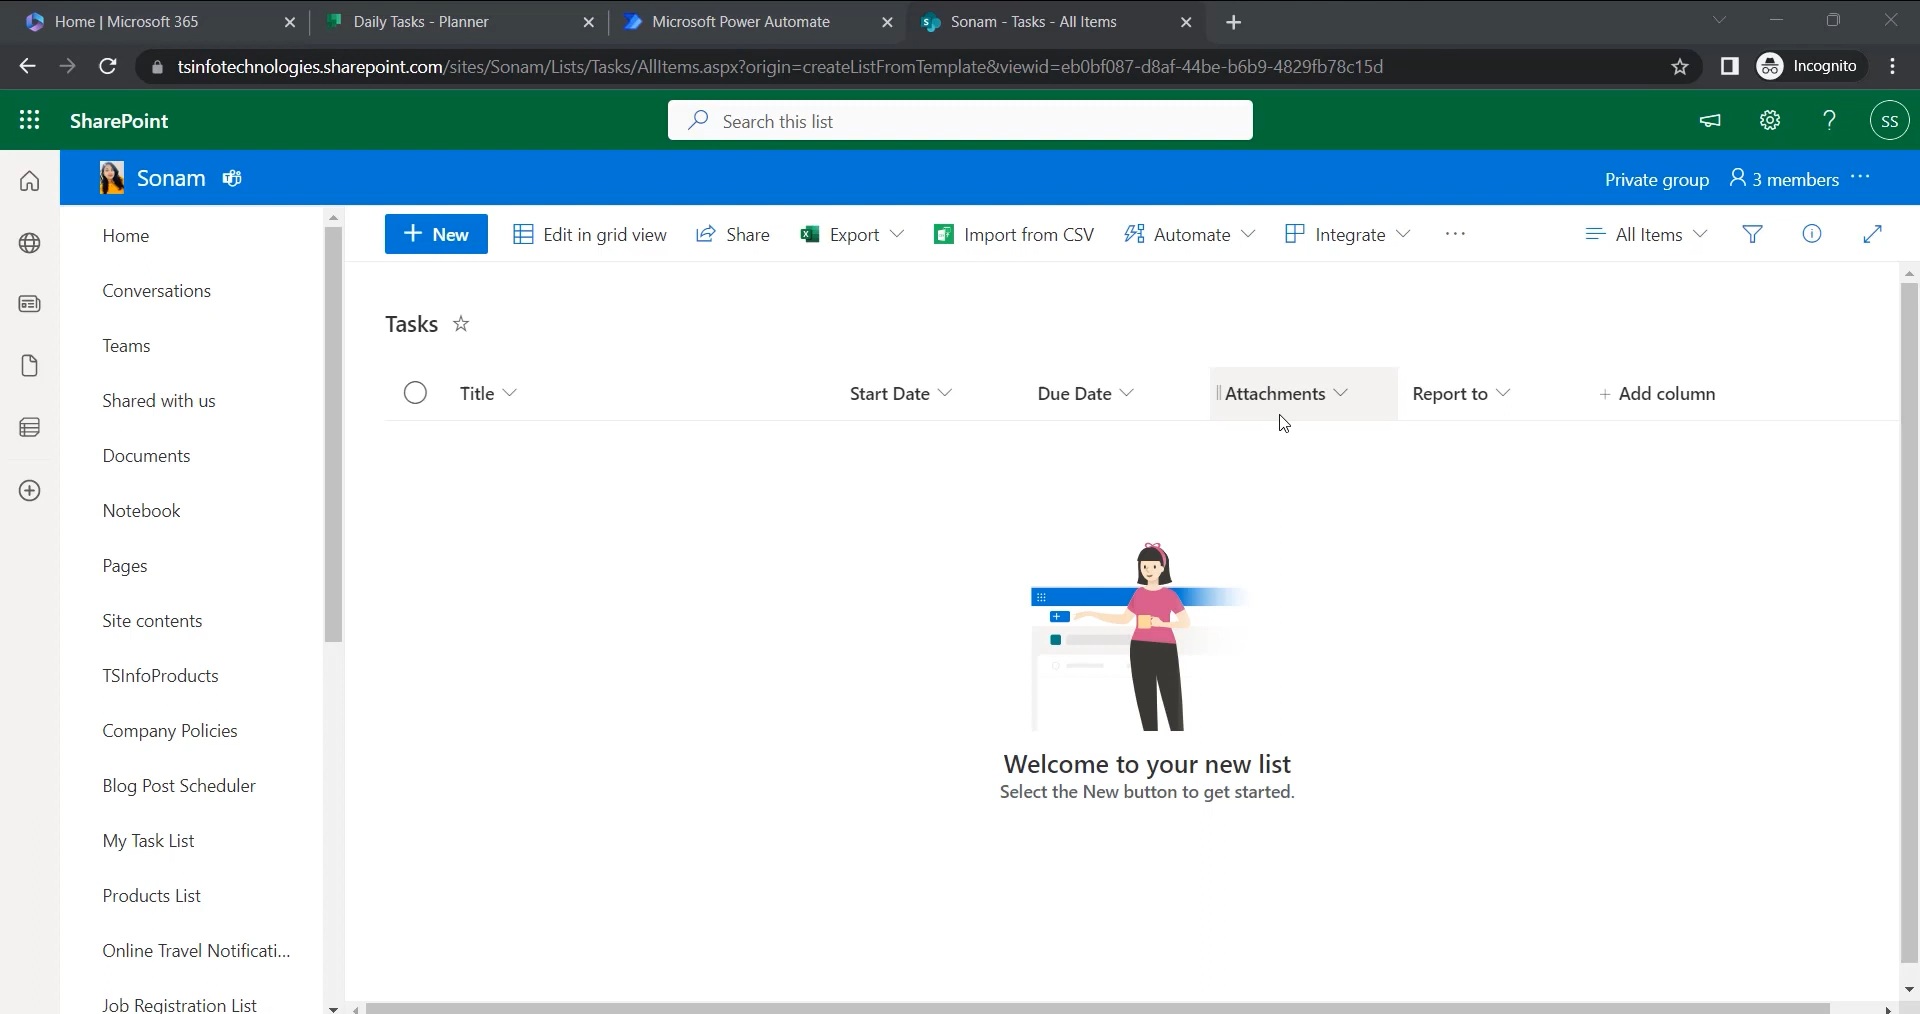 Home | Microsoft 365
Daily Tasks - Planner
Microsoft Power Automate
Sonam - Tasks - All Items
tsinfotechnologies.sharepoint.com/sites/Sonam/Lists/Tasks/AllItems.aspx?origin=createListFromTemplate&viewid=eb0bf087-d8af-44be-b6b9-4829fb78c15d
Incognito
SharePoint
Search this list
SS
Sonam
Private group
3 members
Home
Conversations
Teams
Shared with us
Documents
Notebook
Pages
Site contents
TSInfoProducts
Company Policies
Blog Post Scheduler
My Task List
Products List
Online Travel Notificati...
Job Registration List
New
Edit in grid view
Share
Export
Import from CSV
Automate
Integrate
All Items
Tasks
Title
Start Date
Due Date
Attachments
Report to
+ Add column
Welcome to your new list
Select the New button to get started.